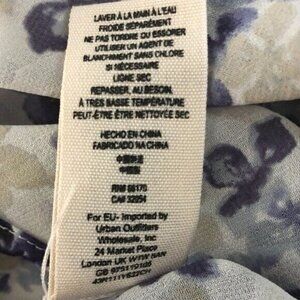 LAVER À LA MAIN À L'EAU
FROIDE SÉPARÉMENT
NE PAS TORDRE OU ESSORER
UTILISER UN AGENT DE
BLANCHIMENT SANS CHLORE
SI NÉCESSAIRE
LIGNE SEC
REPASSER, AU BESOIN,
À TRÈS BASSE TEMPÉRATURE
PEUT-ÊTRE NETTOYÉE SEC
HECHO EN CHINA
FABRICADO NA CHINA
中国制造
中國製造
RN# 66170
CA# 32054
For EU- Imported by
Urban Outfitters
Wholesale, Inc
24 Market Place
London UK W1W 8AN